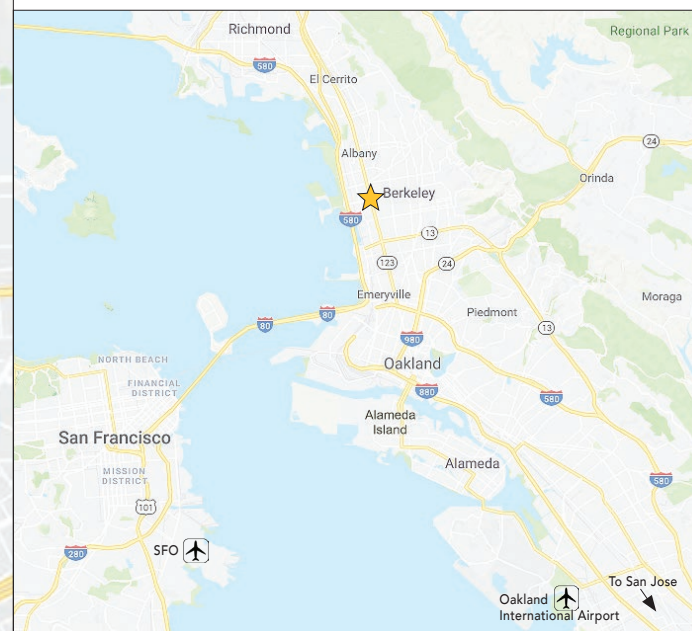 Richmond
Regional Park
580
El Cerrito
24
Albany
Orinda
Berkeley
580
13
123
24
Emeryville
Moraga
80
80
Piedmont
13
980
NORTH BEACH
Oakland
FINANCIAL
DISTRICT
880
580
Alameda
Island
San Francisco
Alameda
MISSION
DISTRICT
580
101
280
SFO
To San Jose
Oakland
International Airport